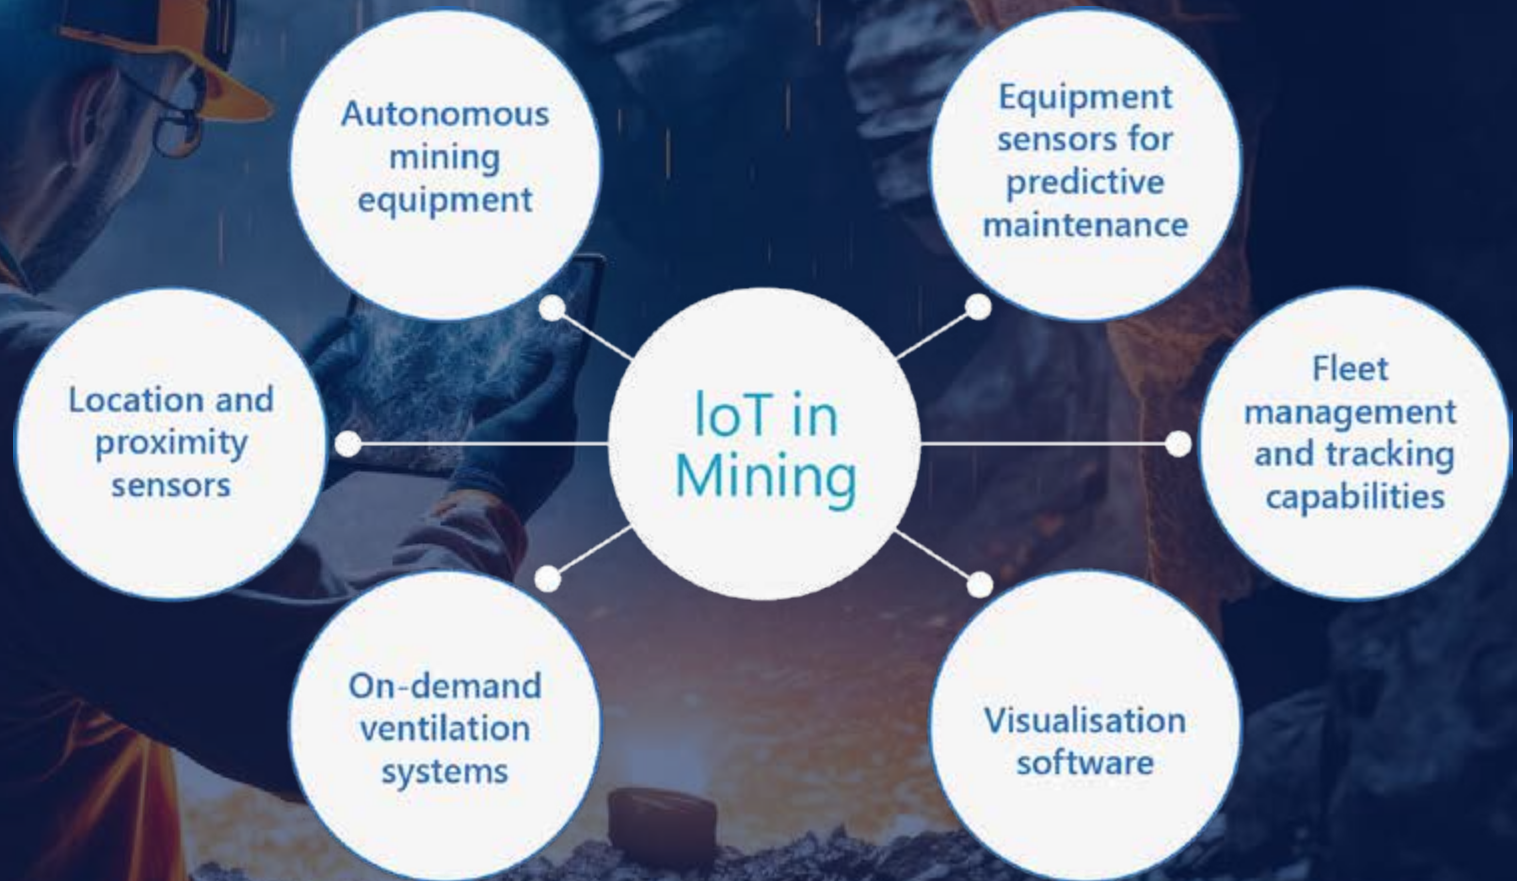 Autonomous
mining
equipment
Equipment
sensors for
predictive
maintenance
Location and
proximity
sensors
IoT in
Mining
Fleet
management
and tracking
capabilities
On-demand
ventilation
systems
Visualisation
software